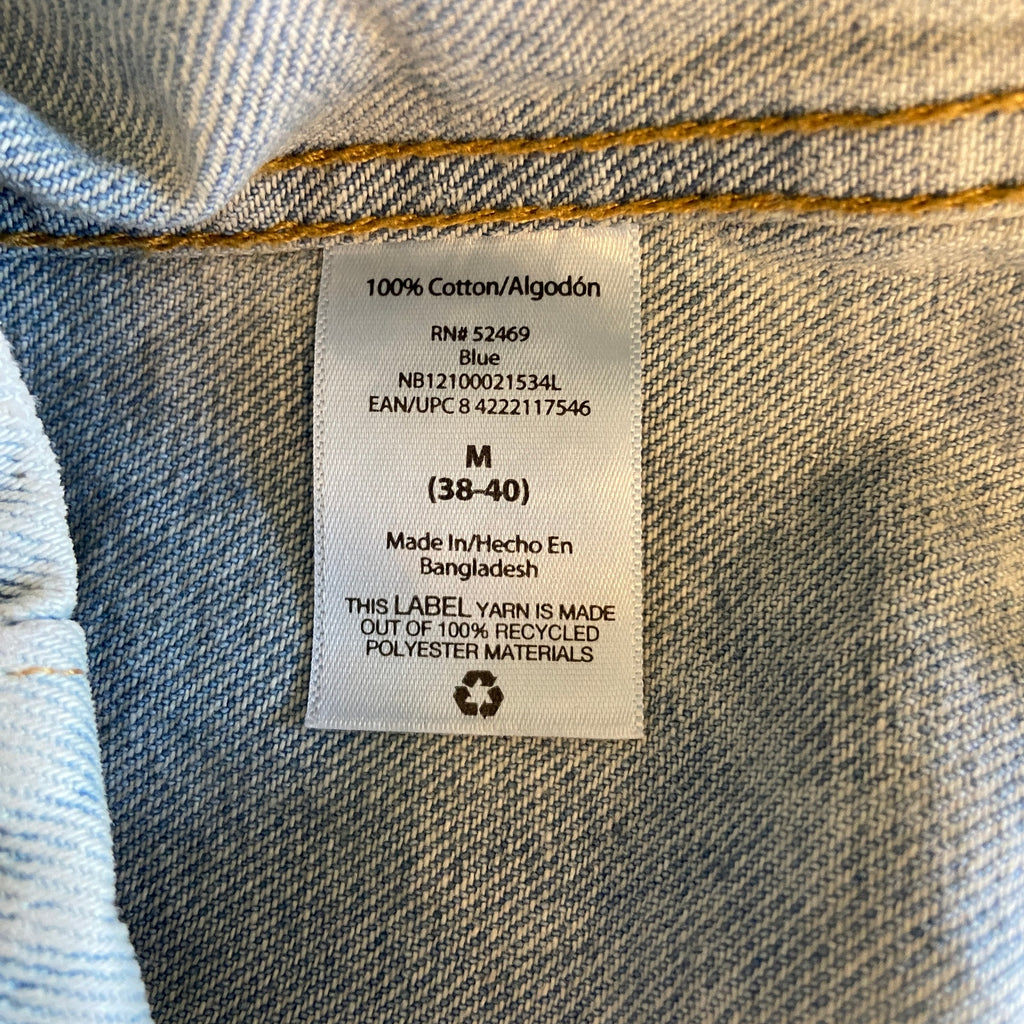 100% Cotton/Algodón
RN# 52469
Blue
NB12100021534L
EAN/UPC 8 4222117546
M
(38-40)
Made In/Hecho En
Bangladesh
THIS LABEL YARN IS MADE
OUT OF 100% RECYCLED
POLYESTER MATERIALS